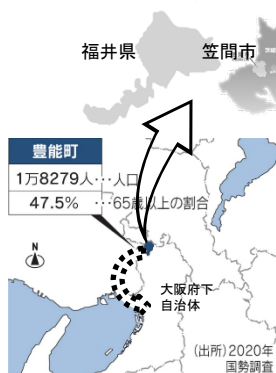 福井県
笠間市
豊能町
1万8279人…人口
47.5% …65歳以上の割合
N
大阪府下
自治体
(出所)2020年
国勢調査